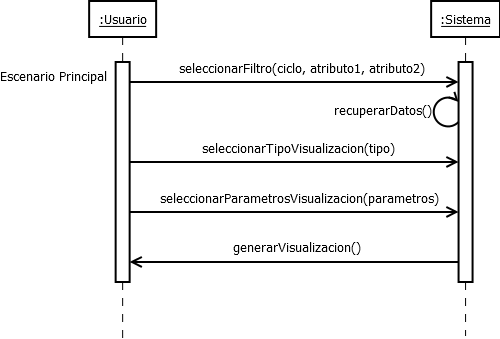 :Usuario
:Sistema
Escenario Principal
seleccionarFiltro(ciclo, atributo1, atributo2)
recuperarDatos()
seleccionarTipoVisualizacion(tipo)
seleccionarParametrosVisualizacion(parametros)
generarVisualizacion()